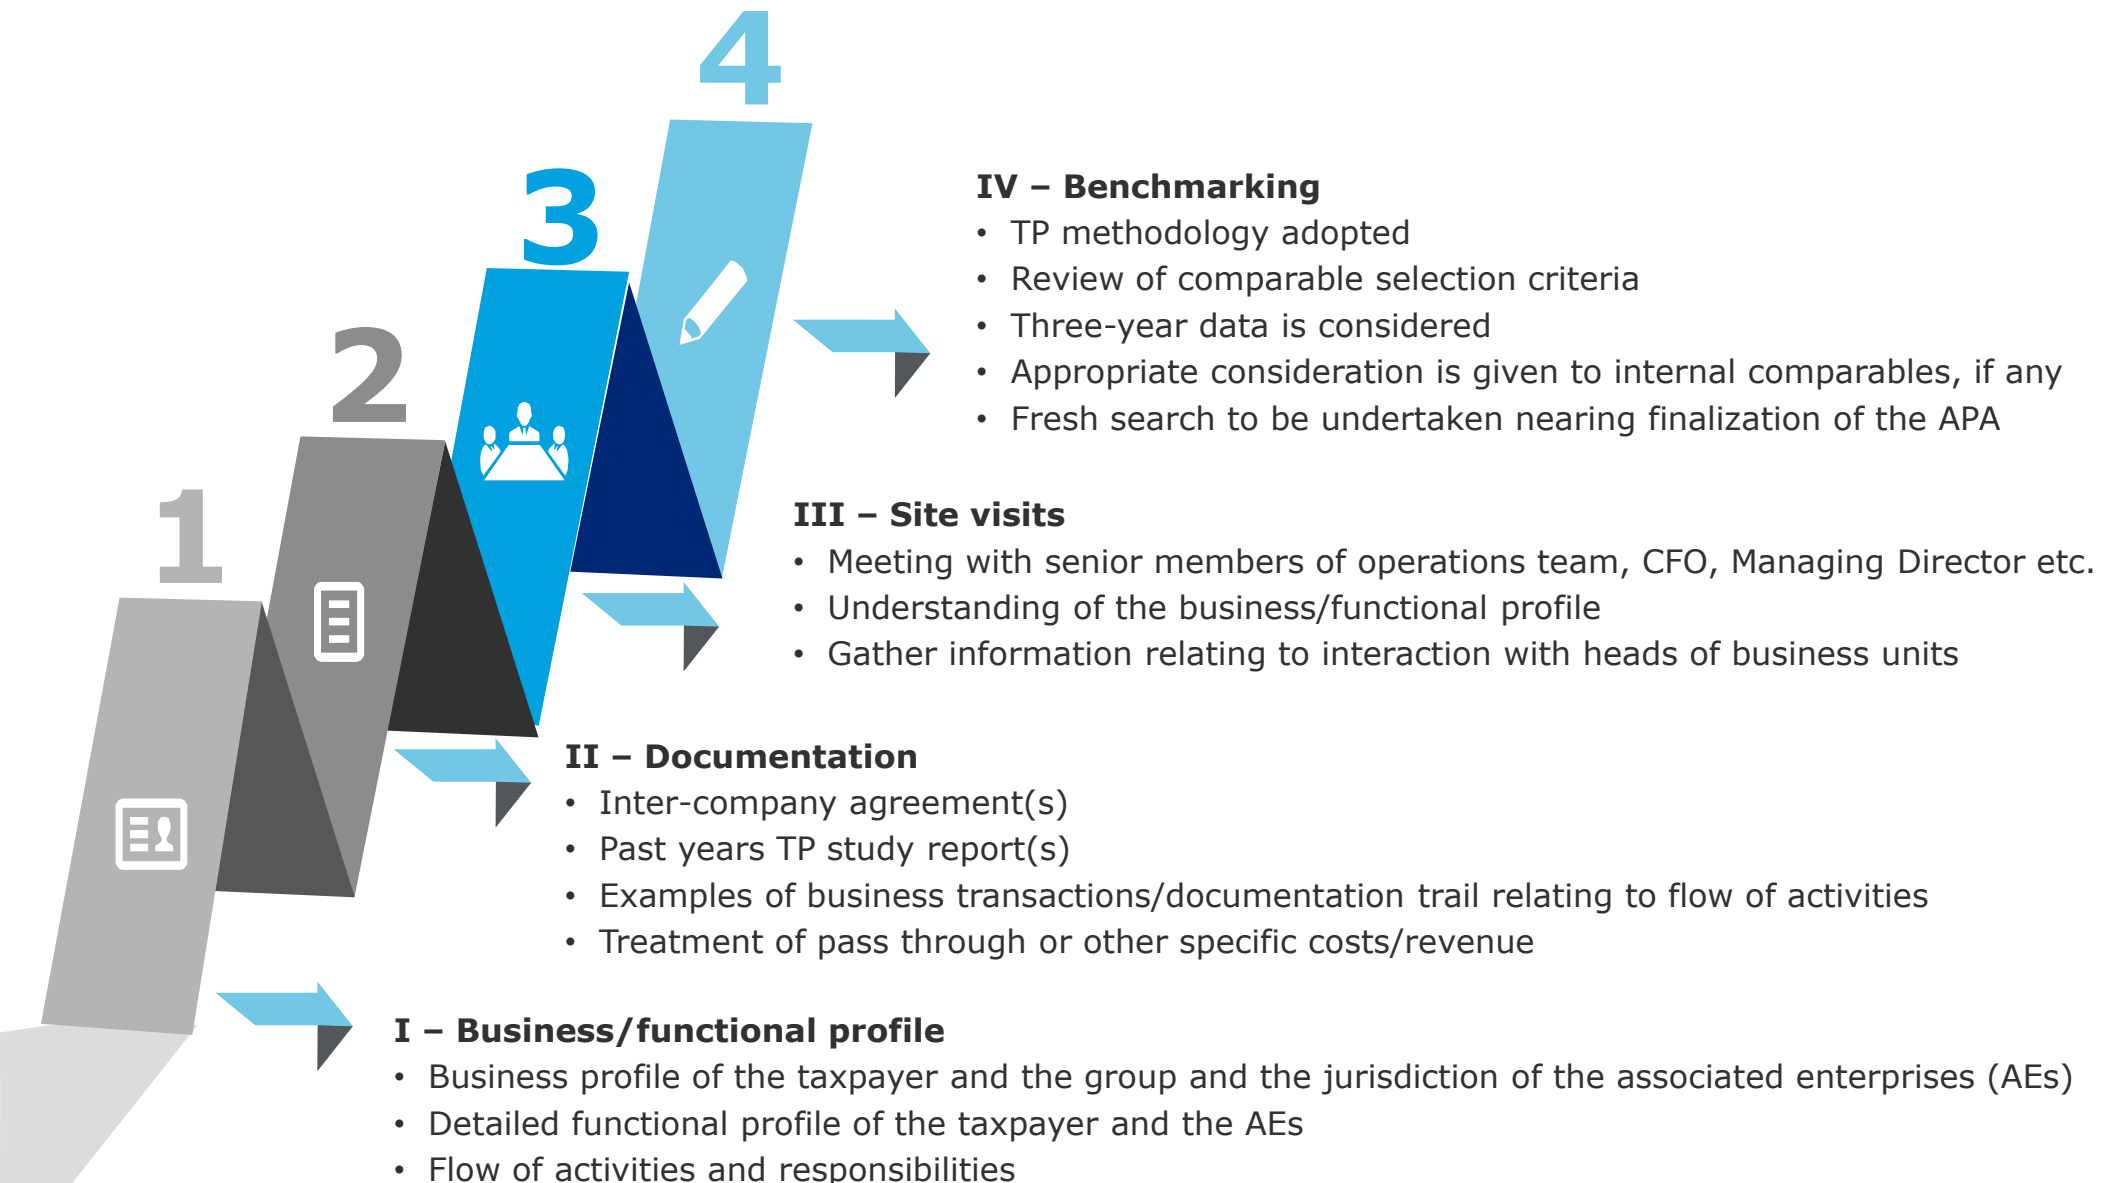 4
3
2
1
IV – Benchmarking
• TP methodology adopted
• Review of comparable selection criteria
• Three-year data is considered
• Appropriate consideration is given to internal comparables, if any
• Fresh search to be undertaken nearing finalization of the APA
III – Site visits
• Meeting with senior members of operations team, CFO, Managing Director etc.
• Understanding of the business/functional profile
• Gather information relating to interaction with heads of business units
II – Documentation
• Inter-company agreement(s)
• Past years TP study report(s)
• Examples of business transactions/documentation trail relating to flow of activities
• Treatment of pass through or other specific costs/revenue
I – Business/functional profile
• Business profile of the taxpayer and the group and the jurisdiction of the associated enterprises (AEs)
• Detailed functional profile of the taxpayer and the AEs
• Flow of activities and responsibilities